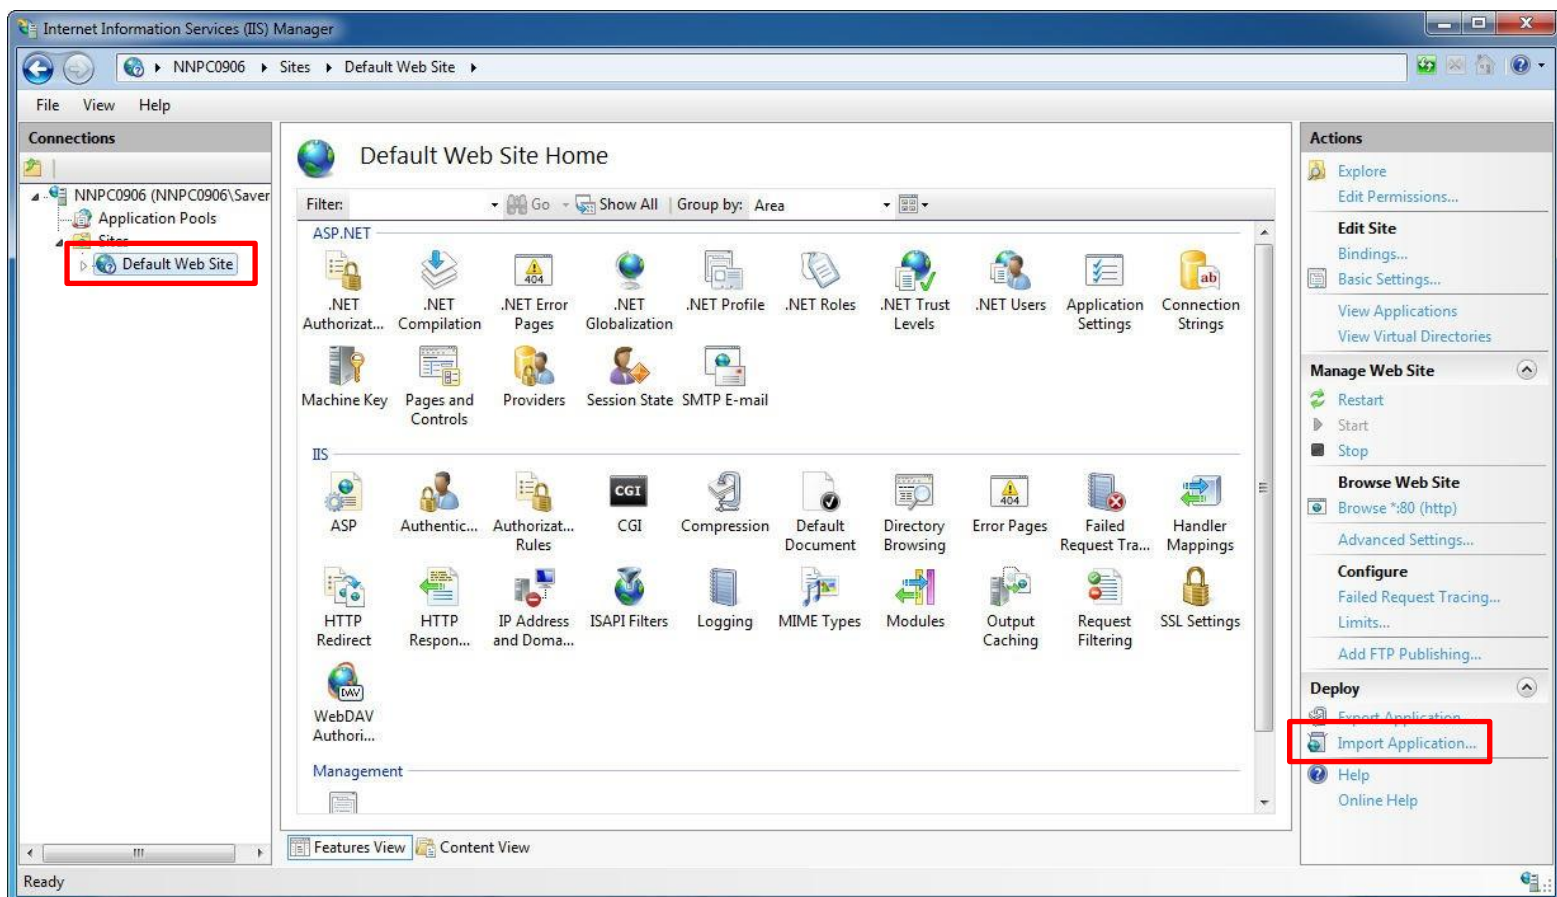 Internet Information Services (IIS) Manager
NNPC0906 Sites Default Web Site
File View Help
Connections
NNPC0906 (NNPC0906\Saver
Application Pools
Sites
Default Web Site
Default Web Site Home
Filter: Go Show All Group by: Area
ASP.NET
.NET Authorizat...
.NET Compilation
.NET Error Pages
.NET Globalization
.NET Profile
.NET Roles
.NET Trust Levels
.NET Users
Application Settings
ab
Connection Strings
404
Machine Key
Pages and Controls
Providers
Session State
SMTP E-mail
IIS
ASP
Authentic...
Authorizat... Rules
CGI
CGI
Compression
Default Document
Directory Browsing
404
Error Pages
Failed Request Tra...
Handler Mappings
HTTP Redirect
HTTP Respon...
IP Address and Doma...
ISAPI Filters
Logging
MIME Types
Modules
Output Caching
Request Filtering
SSL Settings
DAV
WebDAV Authori...
Management
Features View Content View
Ready
Actions
Explore
Edit Permissions...
Edit Site
Bindings...
Basic Settings...
View Applications
View Virtual Directories
Manage Web Site
Restart
Start
Stop
Browse Web Site
Browse *:80 (http)
Advanced Settings...
Configure
Failed Request Tracing...
Limits...
Add FTP Publishing...
Deploy
Export Application...
Import Application...
Help
Online Help